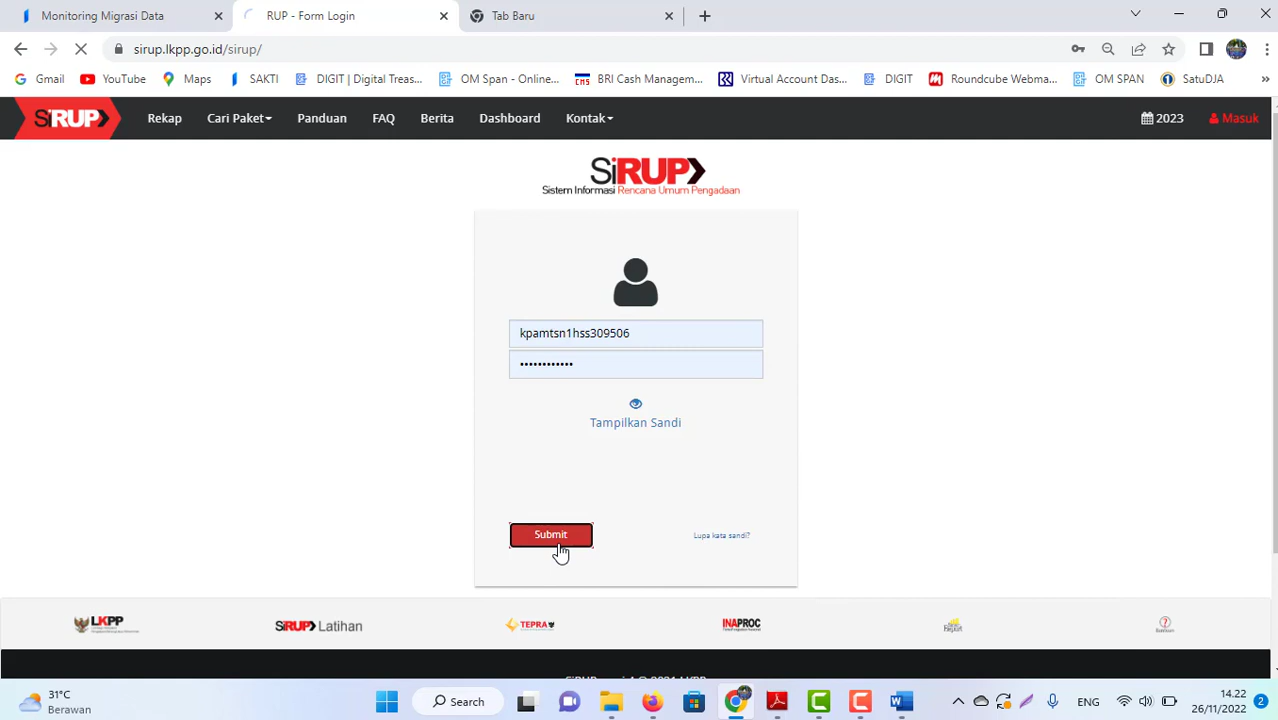 Monitoring Migrasi Data
RUP - Form Login
Tab Baru
sirup.lkpp.go.id/sirup/
Gmail
YouTube
Maps
SAKTI
DIGIT | Digital Treas...
OM Span - Online...
BRI Cash Managem...
Virtual Account Das...
DIGIT
Roundcube Webma...
OM SPAN
SatuDJA
»
SiRUP
Rekap
Cari Paket
Panduan
FAQ
Berita
Dashboard
Kontak
2023
Masuk
SiRUP
Sistem Informasi Rencana Umum Pengadaan
kpamtsn1hss309506
••••••••••••
Tampilkan Sandi
Submit
Lupa kata sandi?
LKPP
SiRUP Latihan
TEPRA
INAPROC
31°C
Berawan
Search
ENG
14.22
26/11/2022
2